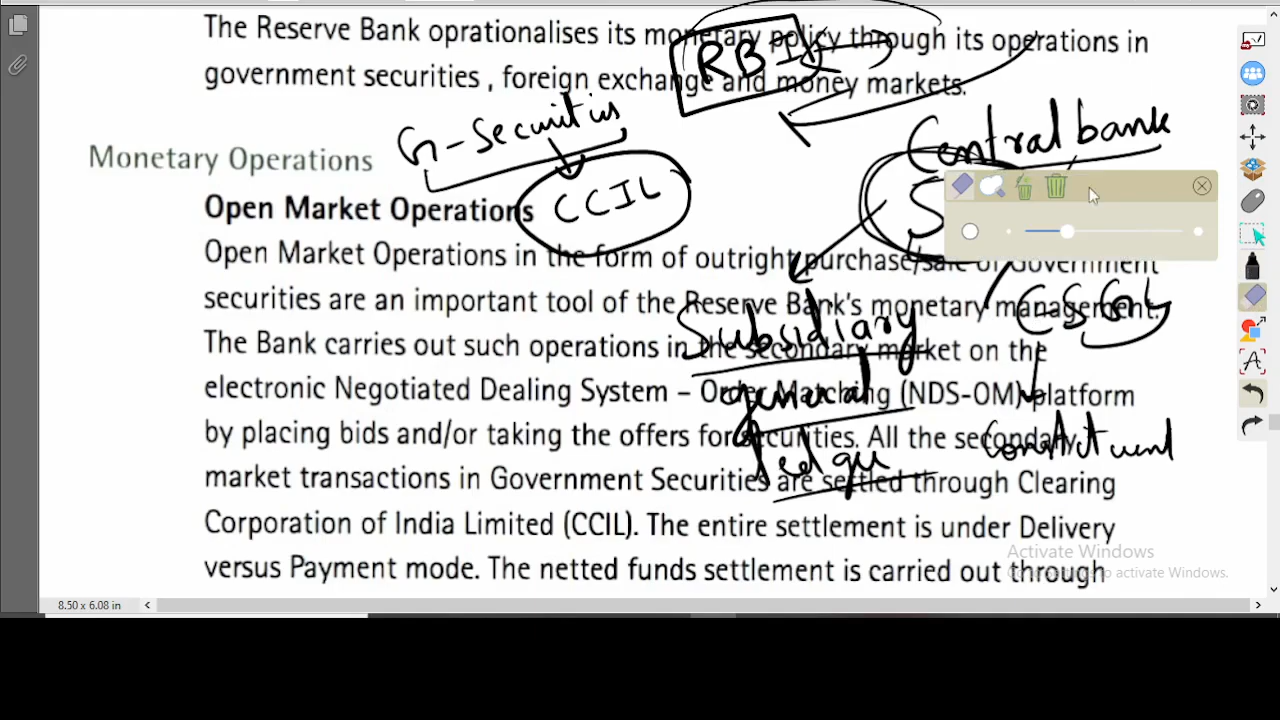 The Reserve Bank oprationalises its monetary policy through its operations in
RBI
government securities, foreign exchange and money markets.
G-Securities
Central bank
Monetary Operations
CCIL
S
Open Market Operations
Open Market Operations in the form of outright purchase/sale of Government
CSGL
securities are an important tool of the Reserve Bank's monetary management.
Subsidiary
The Bank carries out such operations in the secondary market on the
electronic Negotiated Dealing System – Order Matching (NDS-OM) platform
general
by placing bids and/or taking the offers for securities. All the secondary
Constituent
ledger
market transactions in Government Securities are settled through Clearing
Corporation of India Limited (CCIL). The entire settlement is under Delivery
Activate Windows
versus Payment mode. The netted funds settlement is carried out through
to activate Windows.
8.50 x 6.08 in